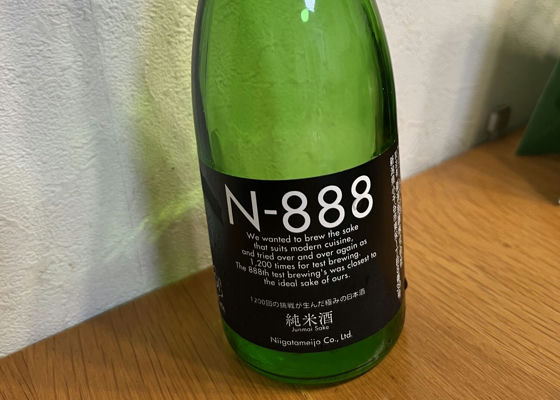 N-888
We wanted to brew the sake
that suits modern cuisine,
and tried over and over again as
1,200 times for test brewing.
The 888th test brewing's was closest to
the ideal sake of ours.
1200回の挑戦が生んだ極みの日本酒
純米酒
Junmai Sake
Niigatameijo Co., Ltd.